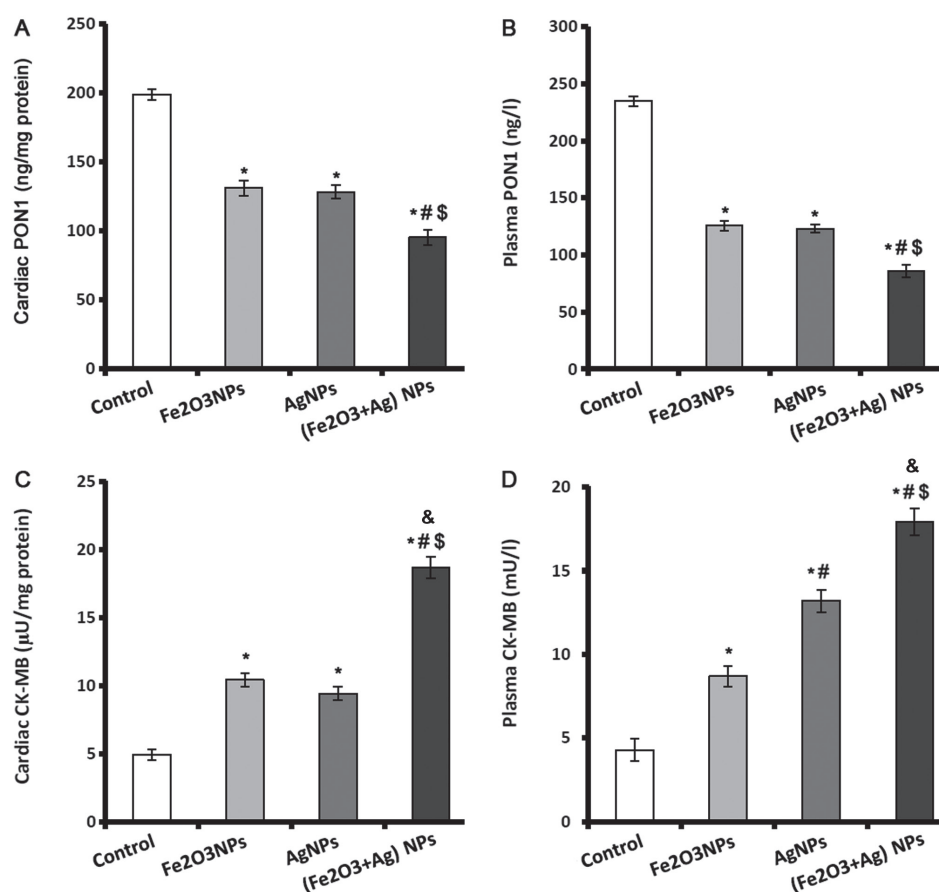 A
Cardiac PON1 (ng/mg protein)
250
200
150
100
50
0
*
*
*#$
Control
Fe2O3NPs
AgNPs
(Fe2O3+Ag) NPs
B
Plasma PON1 (ng/l)
300
250
200
150
100
50
0
*
*
*#$
Control
Fe2O3NPs
AgNPs
(Fe2O3+Ag) NPs
C
Cardiac CK-MB (µU/mg protein)
25
20
15
10
5
0
*
*
&
*#$
Control
Fe2O3NPs
AgNPs
(Fe2O3+Ag) NPs
D
Plasma CK-MB (mU/l)
20
15
10
5
0
*
*#
&
*#$
Control
Fe2O3NPs
AgNPs
(Fe2O3+Ag) NPs